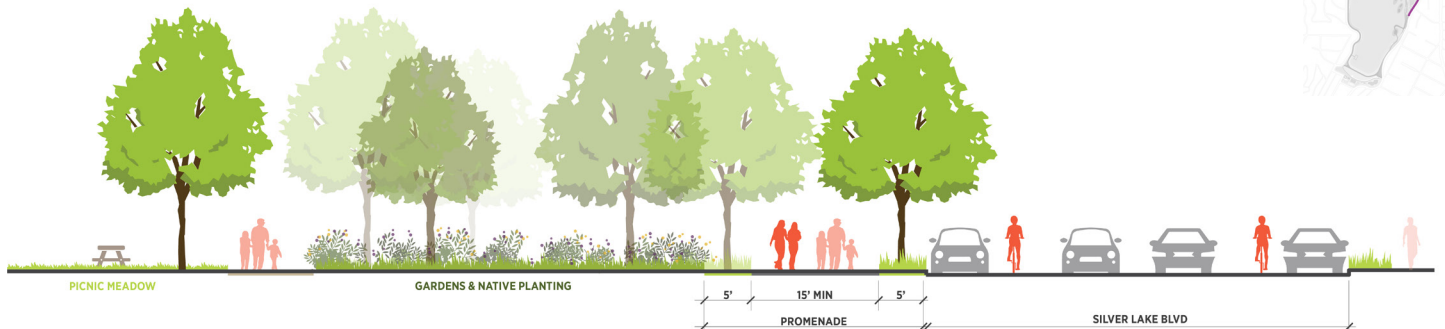 PICNIC MEADOW
GARDENS & NATIVE PLANTING
5'
15' MIN
5'
PROMENADE
SILVER LAKE BLVD